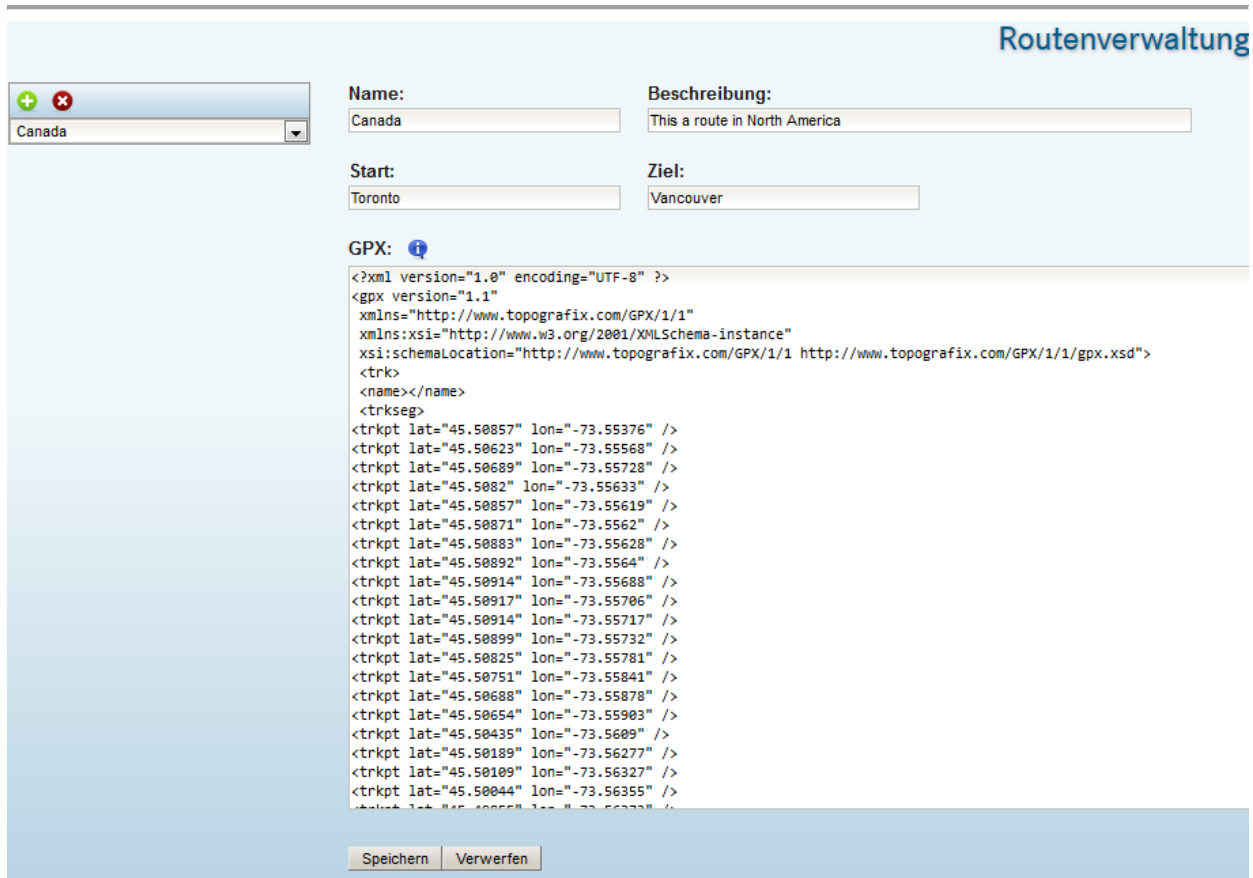 Routenverwaltung
Canada
Name:
Beschreibung:
Canada
This a route in North America
Start:
Ziel:
Toronto
Vancouver
GPX:
<?xml version="1.0" encoding="UTF-8" ?>
<gpx version="1.1"
xmlns="http://www.topografix.com/GPX/1/1"
xmlns:xsi="http://www.w3.org/2001/XMLSchema-instance"
xsi:schemaLocation="http://www.topografix.com/GPX/1/1 http://www.topografix.com/GPX/1/1/gpx.xsd">
<trk>
<name></name>
<trkseg>
<trkpt lat="45.50857" lon="-73.55376" />
<trkpt lat="45.50623" lon="-73.55568" />
<trkpt lat="45.50689" lon="-73.55728" />
<trkpt lat="45.5082" lon="-73.55633" />
<trkpt lat="45.50857" lon="-73.55619" />
<trkpt lat="45.50871" lon="-73.5562" />
<trkpt lat="45.50883" lon="-73.55628" />
<trkpt lat="45.50892" lon="-73.5564" />
<trkpt lat="45.50914" lon="-73.55688" />
<trkpt lat="45.50917" lon="-73.55706" />
<trkpt lat="45.50914" lon="-73.55717" />
<trkpt lat="45.50899" lon="-73.55732" />
<trkpt lat="45.50825" lon="-73.55781" />
<trkpt lat="45.50751" lon="-73.55841" />
<trkpt lat="45.50688" lon="-73.55878" />
<trkpt lat="45.50654" lon="-73.55903" />
<trkpt lat="45.50435" lon="-73.5609" />
<trkpt lat="45.50189" lon="-73.56277" />
<trkpt lat="45.50109" lon="-73.56327" />
<trkpt lat="45.50044" lon="-73.56355" />
Speichern
Verwerfen